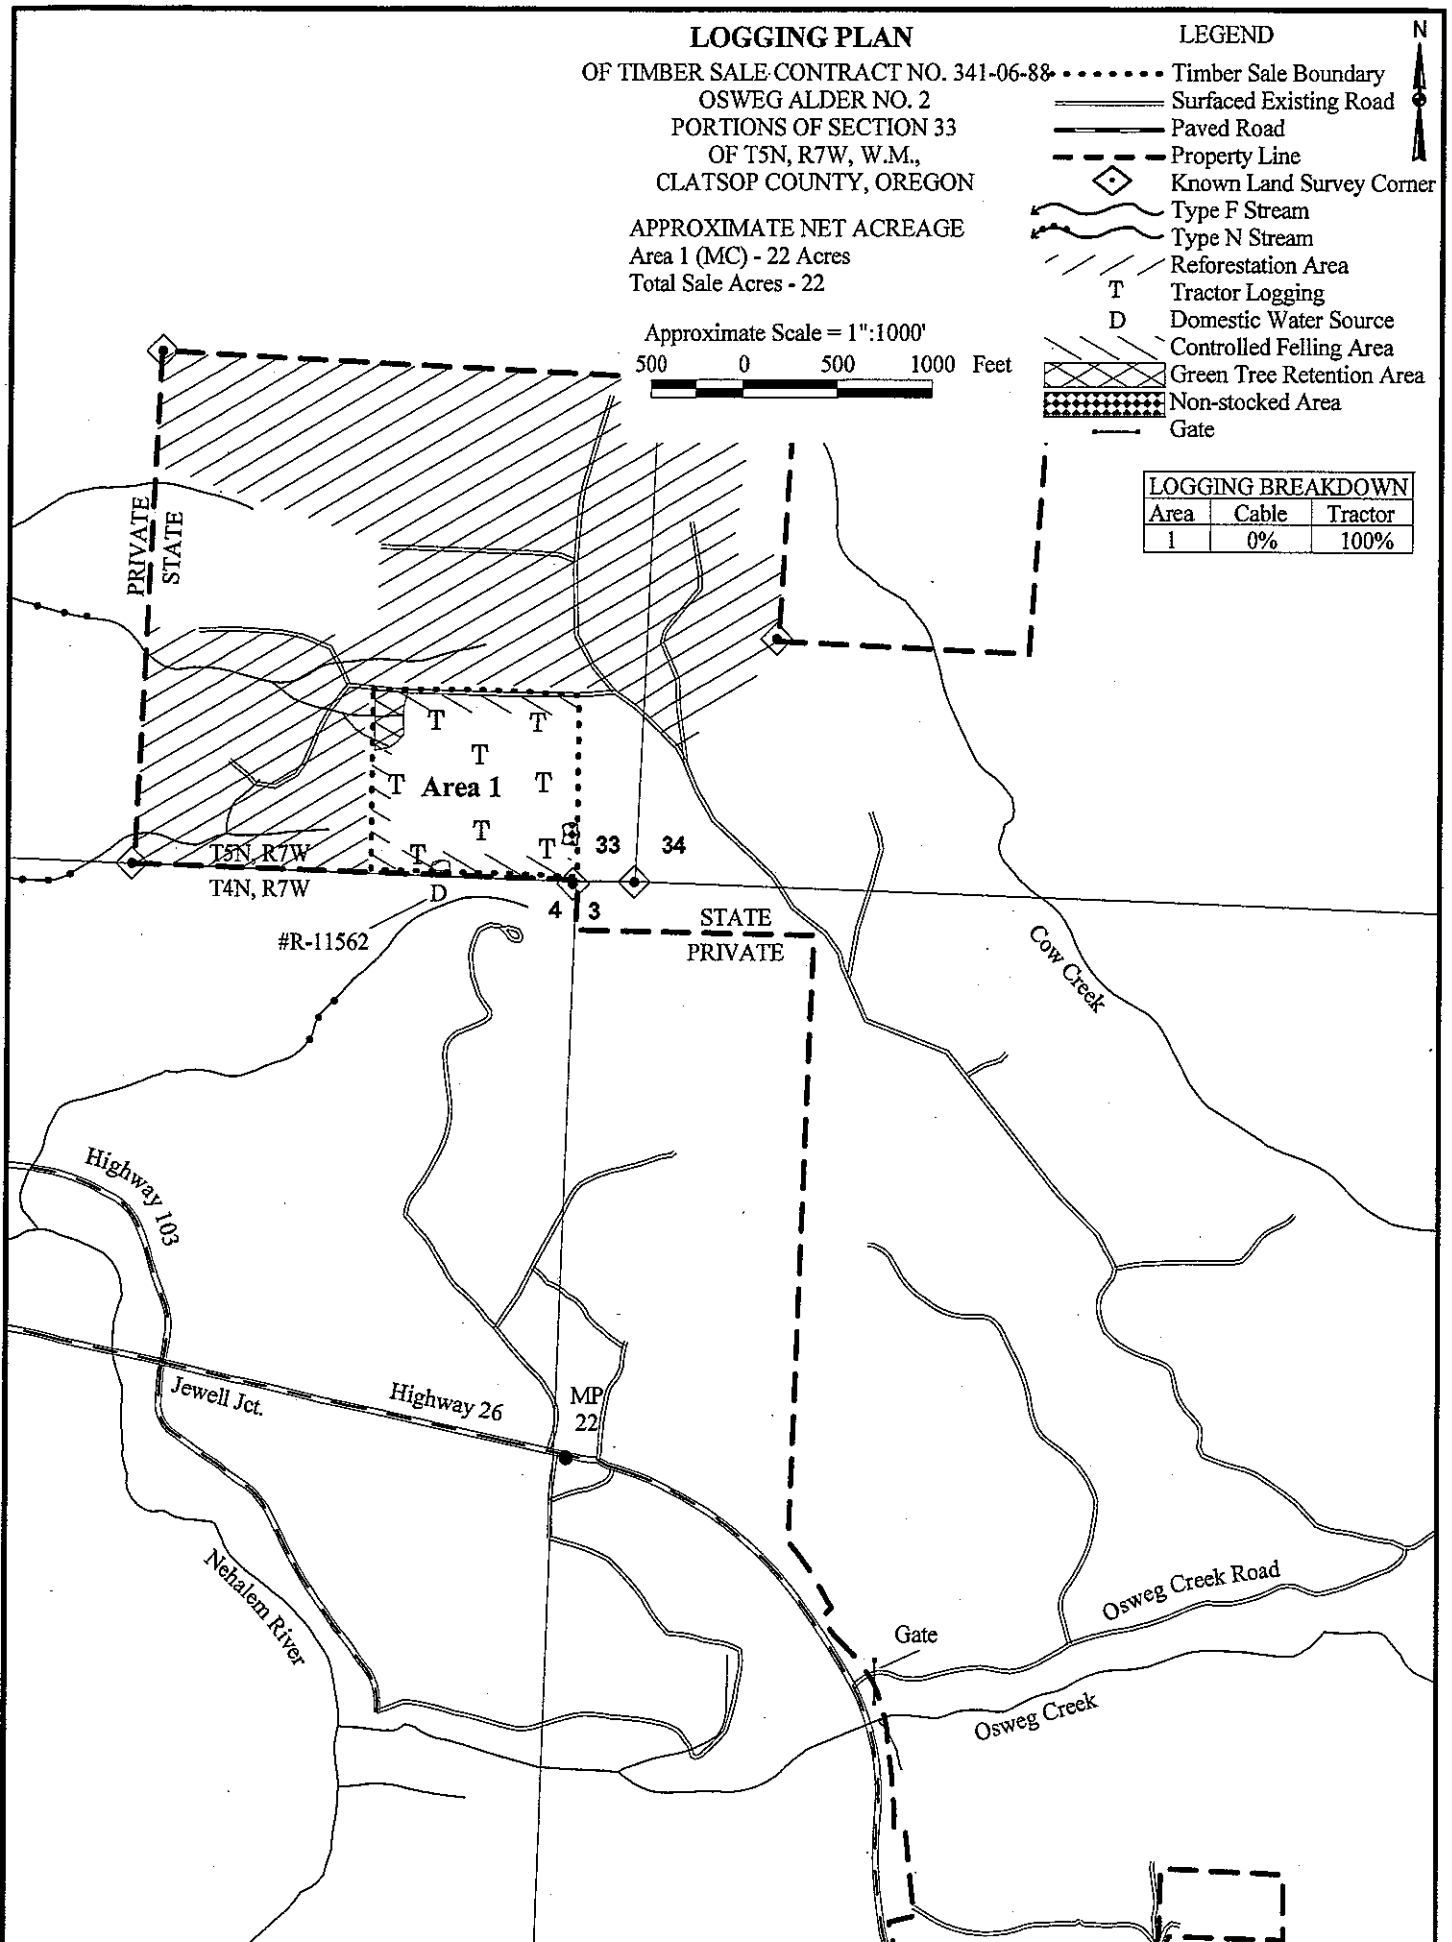 LOGGING PLAN
OF TIMBER SALE CONTRACT NO. 341-06-88
OSWEG ALDER NO. 2
PORTIONS OF SECTION 33
OF T5N, R7W, W.M.,
CLATSOP COUNTY, OREGON
APPROXIMATE NET ACREAGE
Area 1 (MC) - 22 Acres
Total Sale Acres - 22
Approximate Scale = 1":1000'
500 0 500 1000 Feet
LEGEND
N
Timber Sale Boundary
Surfaced Existing Road
Paved Road
Property Line
Known Land Survey Corner
Type F Stream
Type N Stream
Reforestation Area
T Tractor Logging
D Domestic Water Source
Controlled Felling Area
Green Tree Retention Area
Non-stocked Area
Gate
LOGGING BREAKDOWN
Area Cable Tractor
1 0% 100%
PRIVATE
STATE
T T
T
T Area 1 T
T
T T
33 34
T5N, R7W
T4N, R7W
D
4 3
#R-11562
STATE
PRIVATE
Cow Creek
Highway 103
Jewell Jct.
Highway 26
MP
22
Nehalem River
Osweg Creek Road
Gate
Osweg Creek